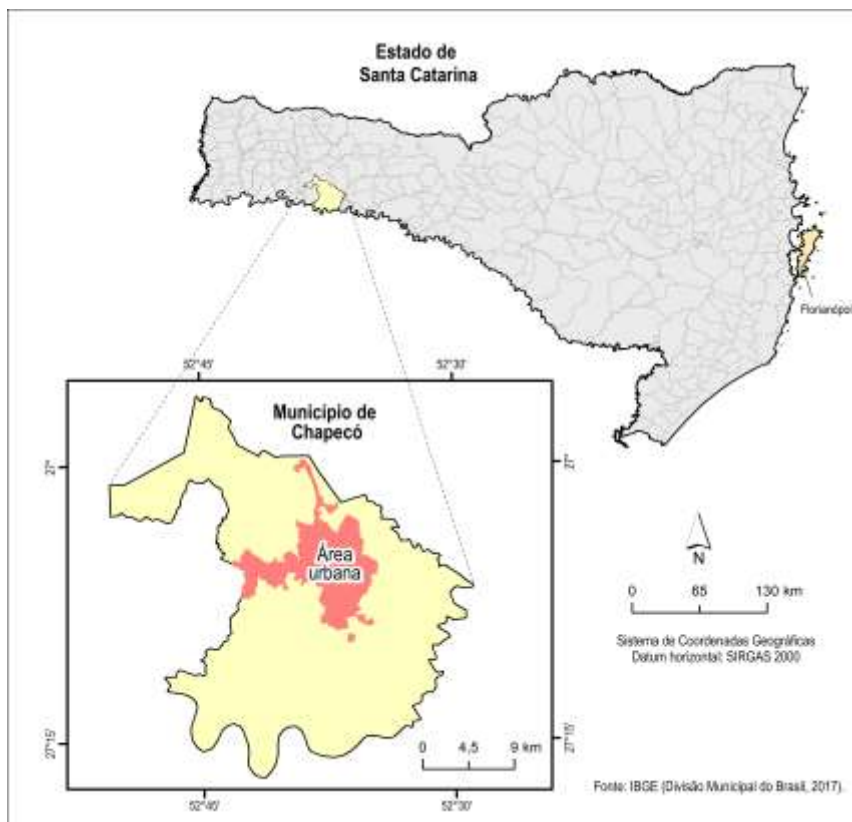 Estado de
Santa Catarina
Florianópol
52°45'
52°30'
Município de
Chapecó
27°
27°
Área
urbana
N
0 65 130 km
Sistema de Coordenadas Geográficas
Datum horizontal: SIRGAS 2000
27°15'
27°15'
0 4,5 9 km
52°45'
52°30'
Fonte: IBGE (Divisão Municipal do Brasil, 2017).